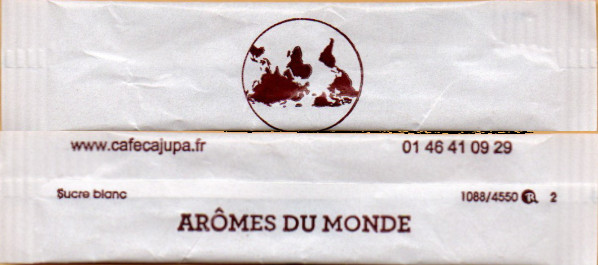 www.cafecajupa.fr 01 46 41 09 29
Sucre blanc 1088/4550 2
ARÔMES DU MONDE